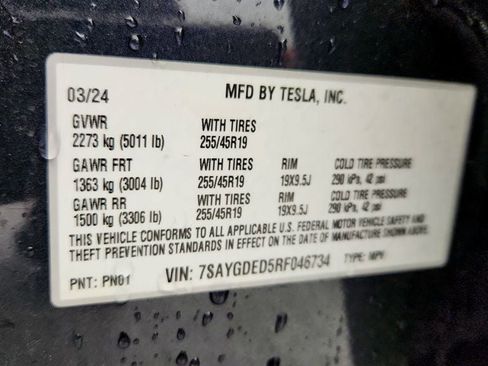 03/24 MFD BY TESLA, INC.
GVWR WITH TIRES
2273 kg (5011 lb) 255/45R19
GAWR FRT WITH TIRES RIM COLD TIRE PRESSURE
1363 kg (3004 lb) 255/45R19 19X9.5J 290 kPa, 42 psi
GAWR RR WITH TIRES RIM COLD TIRE PRESSURE
1500 kg (3306 lb) 255/45R19 19X9.5J 290 kPa, 42 psi
THIS VEHICLE CONFORMS TO ALL APPLICABLE U.S. FEDERAL MOTOR VEHICLE SAFETY AND
THEFT PREVENTION STANDARDS IN EFFECT ON THE DATE OF MANUFACTURE SHOWN ABOVE.
PNT: PN01 VIN: 7SAYGDED5RF046734 TYPE: MPV